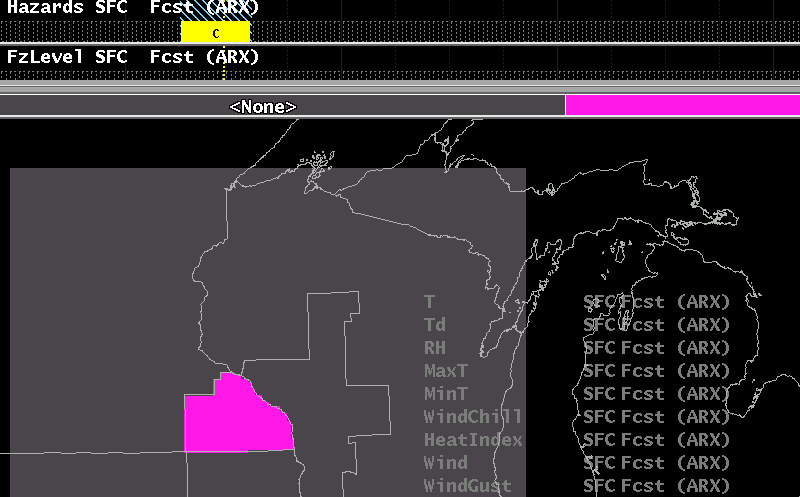 Hazards SFC Fcst (ARX)
C
FzLevel SFC Fcst (ARX)
<None>
T SFC Fcst (ARX)
Td SFC Fcst (ARX)
RH SFC Fcst (ARX)
MaxT SFC Fcst (ARX)
MinT SFC Fcst (ARX)
WindChill SFC Fcst (ARX)
HeatIndex SFC Fcst (ARX)
Wind SFC Fcst (ARX)
WindGust SFC Fcst (ARX)